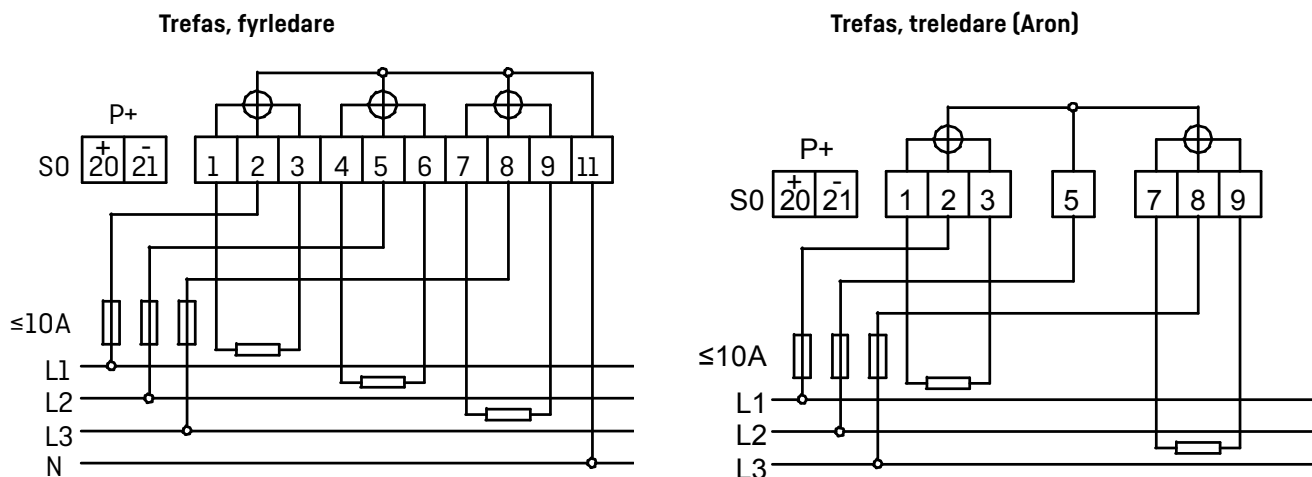 Trefas, fyrledare
P+
+ -
S0 20 21 1 2 3 4 5 6 7 8 9 11
≤10A
L1
L2
L3
N
Trefas, treledare (Aron)
P+
+ -
S0 20 21 1 2 3 5 7 8 9
≤10A
L1
L2
L3